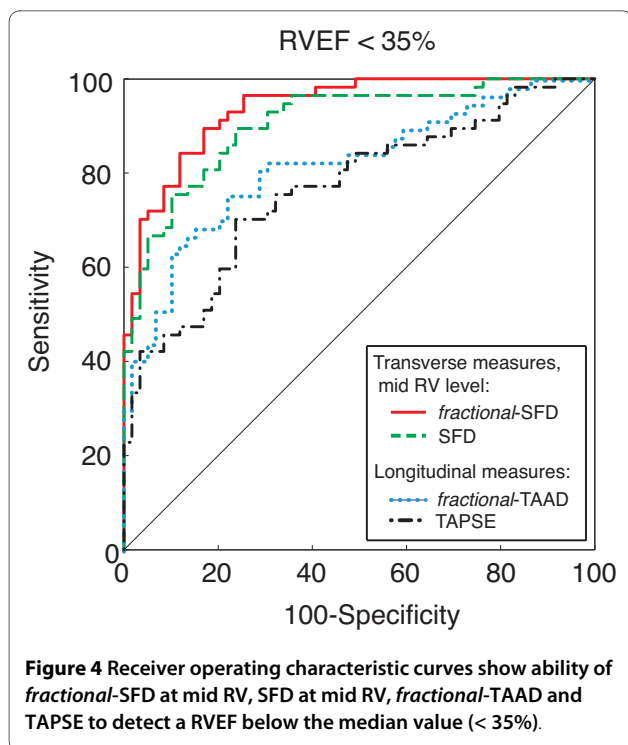 RVEF < 35%
100
80
60
40
20
0
Sensitivity
0 20 40 60 80 100
100-Specificity
Transverse measures,
mid RV level:
fractional-SFD
SFD
Longitudinal measures:
fractional-TAAD
TAPSE
Figure 4 Receiver operating characteristic curves show ability of
fractional-SFD at mid RV, SFD at mid RV, fractional-TAAD and
TAPSE to detect a RVEF below the median value (< 35%).